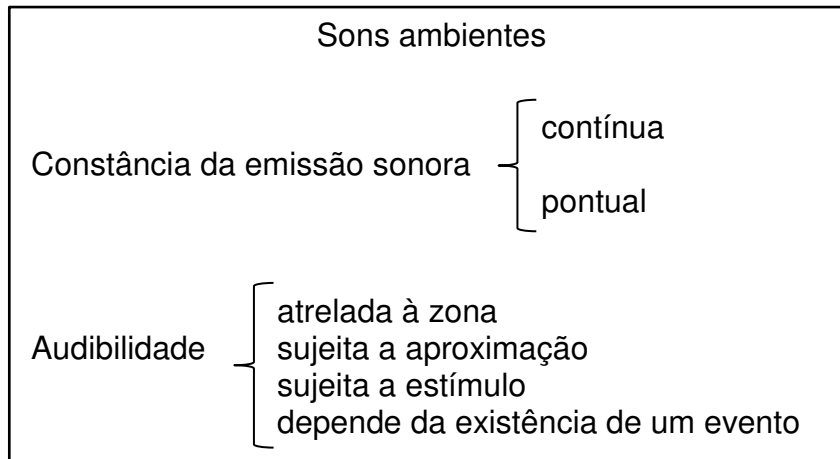 Sons ambientes
contínua
Constância da emissão sonora
pontual
atrelada à zona
Audibilidade
sujeita a aproximação
sujeita a estímulo
depende da existência de um evento